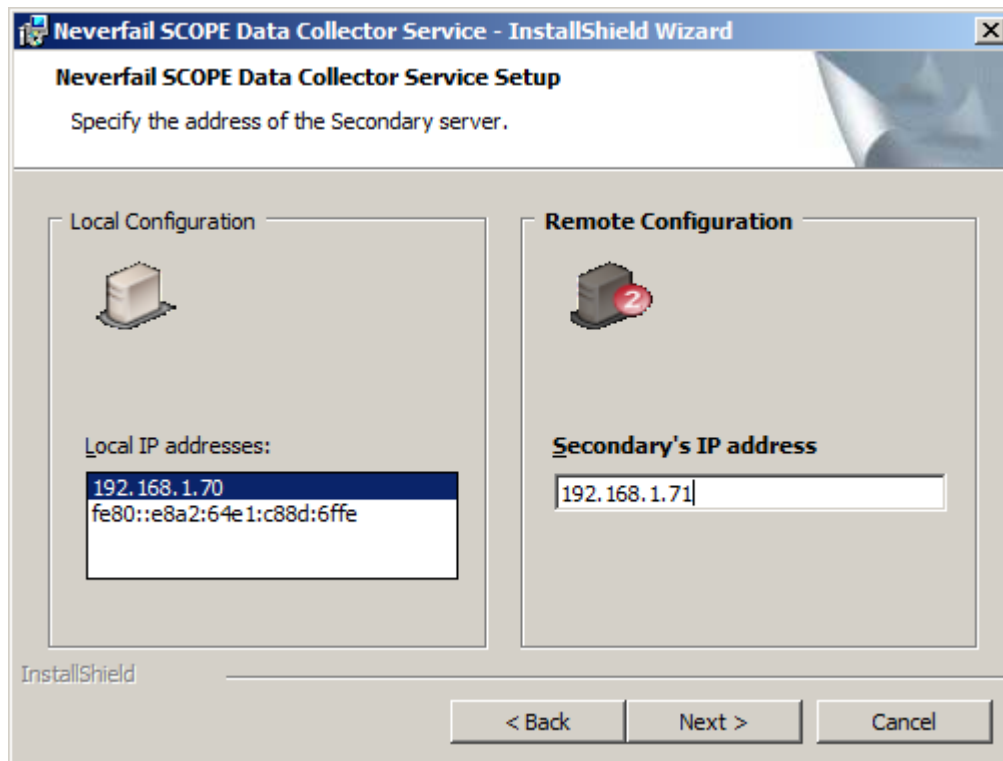 Neverfail SCOPE Data Collector Service - InstallShield Wizard
Neverfail SCOPE Data Collector Service Setup
Specify the address of the Secondary server.
Local Configuration
Remote Configuration
2
Local IP addresses:
192.168.1.70
fe80::e8a2:64e1:c88d:6ffe
Secondary's IP address
192.168.1.71
InstallShield
< Back
Next >
Cancel